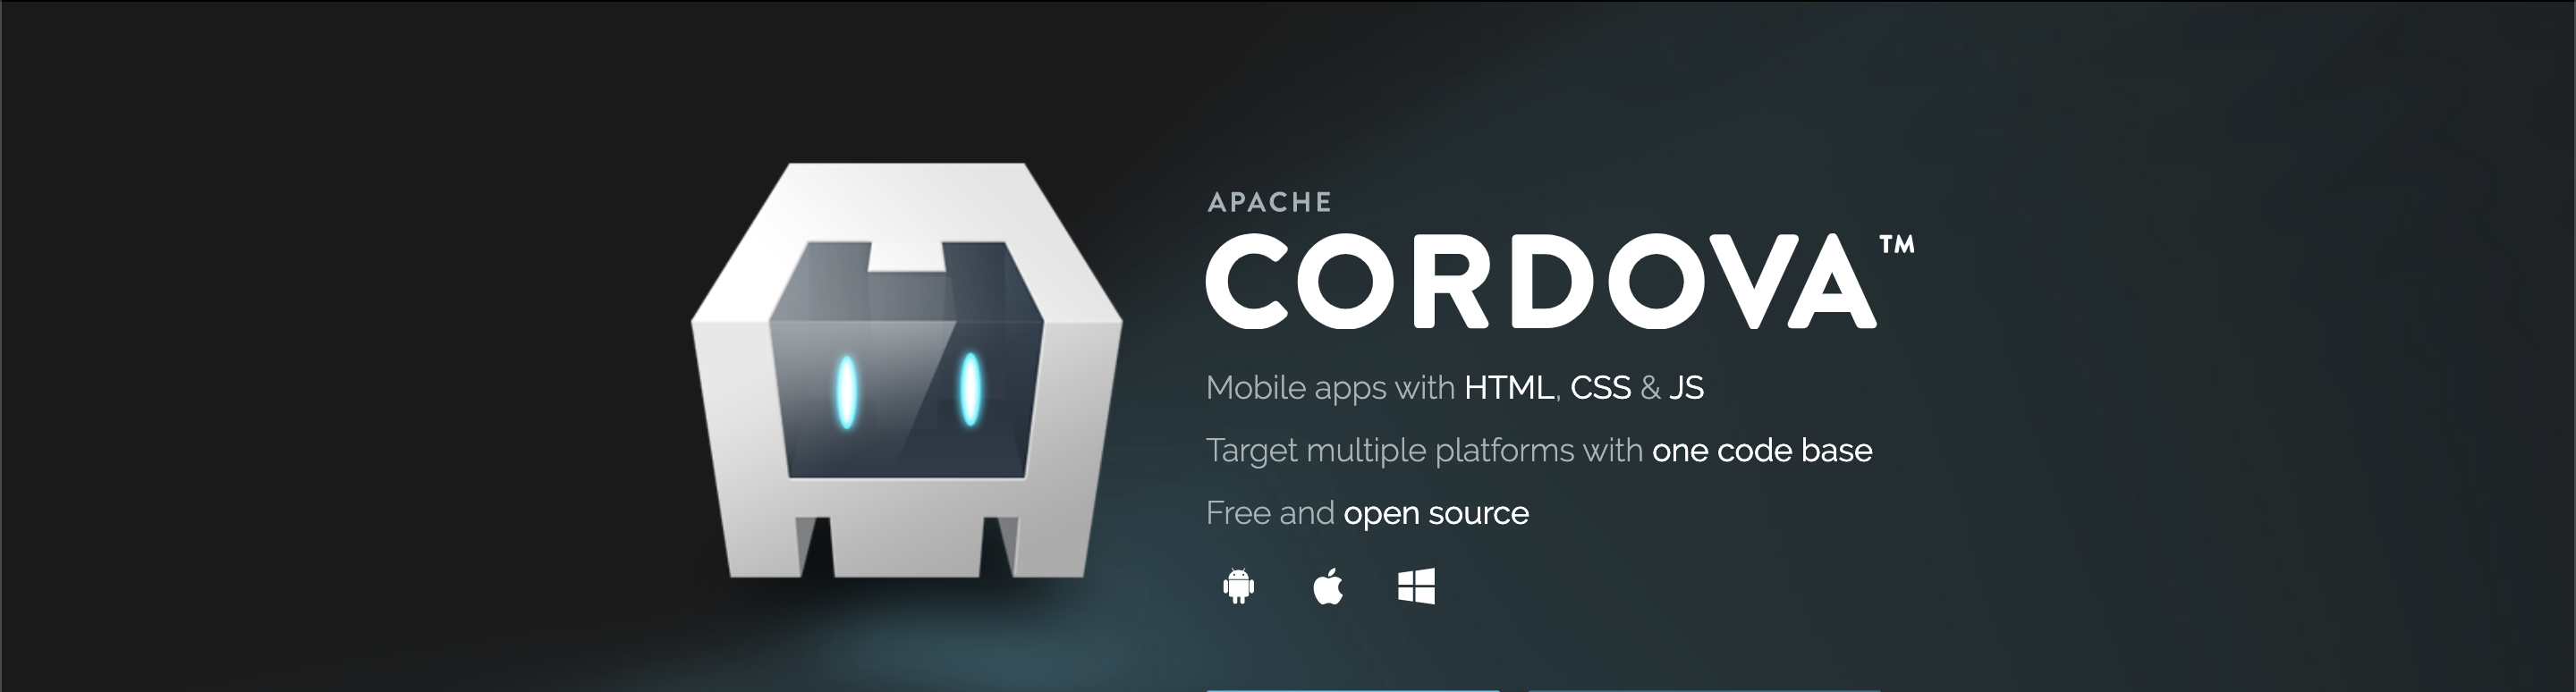 APACHE
CORDOVA™
Mobile apps with HTML, CSS & JS
Target multiple platforms with one code base
Free and open source